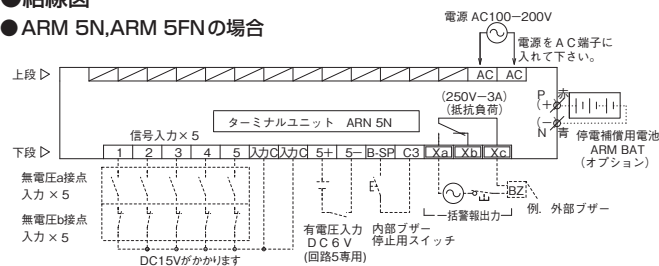 ●結線図
●ARM 5N,ARM 5FNの場合
電源 AC100−200V
電源をAC端子に
入れて下さい。
上段 ▷
AC AC
(250V−3A)
(抵抗負荷)
P 赤
(+)
(−)
N 青
停電補償用電池
ARM BAT
(オプション)
ターミナルユニット ARN 5N
信号入力×5
下段 ▷
1 2 3 4 5 入力C 入力C 5+ 5− B-SP C3 Xa Xb Xc
無電圧a接点
入力×5
無電圧b接点
入力×5
DC15Vがかかります
有電圧入力
DC6V
(回路5専用)
内部ブザー
停止用スイッチ
一括警報出力
BZ
例. 外部ブザー